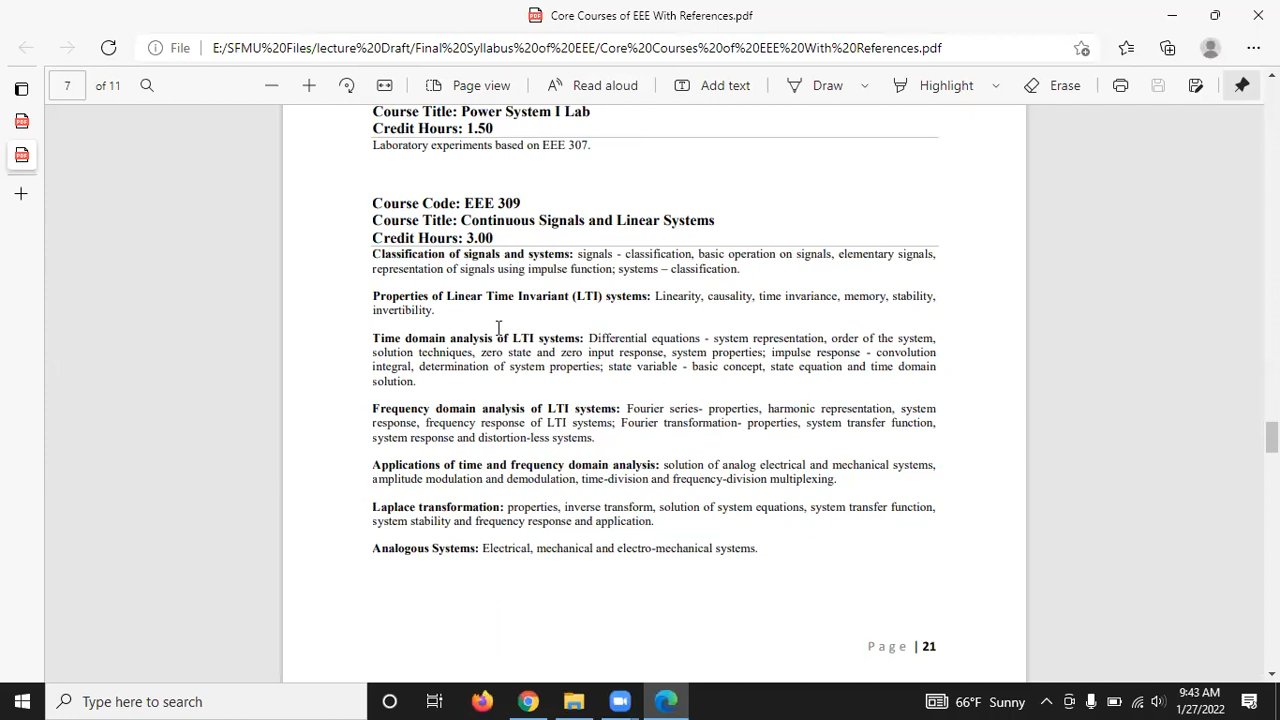 Core Courses of EEE With References.pdf
File E:/SFMU%20Files/lecture%20Draft/Final%20Syllabus%20of%20EEE/Core%20Courses%20of%20EEE%20With%20References.pdf
7 of 11 Page view Read aloud Add text Draw Highlight Erase
Course Title: Power System I Lab
Credit Hours: 1.50
Laboratory experiments based on EEE 307.
Course Code: EEE 309
Course Title: Continuous Signals and Linear Systems
Credit Hours: 3.00
Classification of signals and systems: signals - classification, basic operation on signals, elementary signals,
representation of signals using impulse function; systems – classification.
Properties of Linear Time Invariant (LTI) systems: Linearity, causality, time invariance, memory, stability,
invertibility.
Time domain analysis of LTI systems: Differential equations - system representation, order of the system,
solution techniques, zero state and zero input response, system properties; impulse response - convolution
integral, determination of system properties; state variable - basic concept, state equation and time domain
solution.
Frequency domain analysis of LTI systems: Fourier series- properties, harmonic representation, system
response, frequency response of LTI systems; Fourier transformation- properties, system transfer function,
system response and distortion-less systems.
Applications of time and frequency domain analysis: solution of analog electrical and mechanical systems,
amplitude modulation and demodulation, time-division and frequency-division multiplexing.
Laplace transformation: properties, inverse transform, solution of system equations, system transfer function,
system stability and frequency response and application.
Analogous Systems: Electrical, mechanical and electro-mechanical systems.
Page | 21
Type here to search
66°F Sunny
9:43 AM
1/27/2022